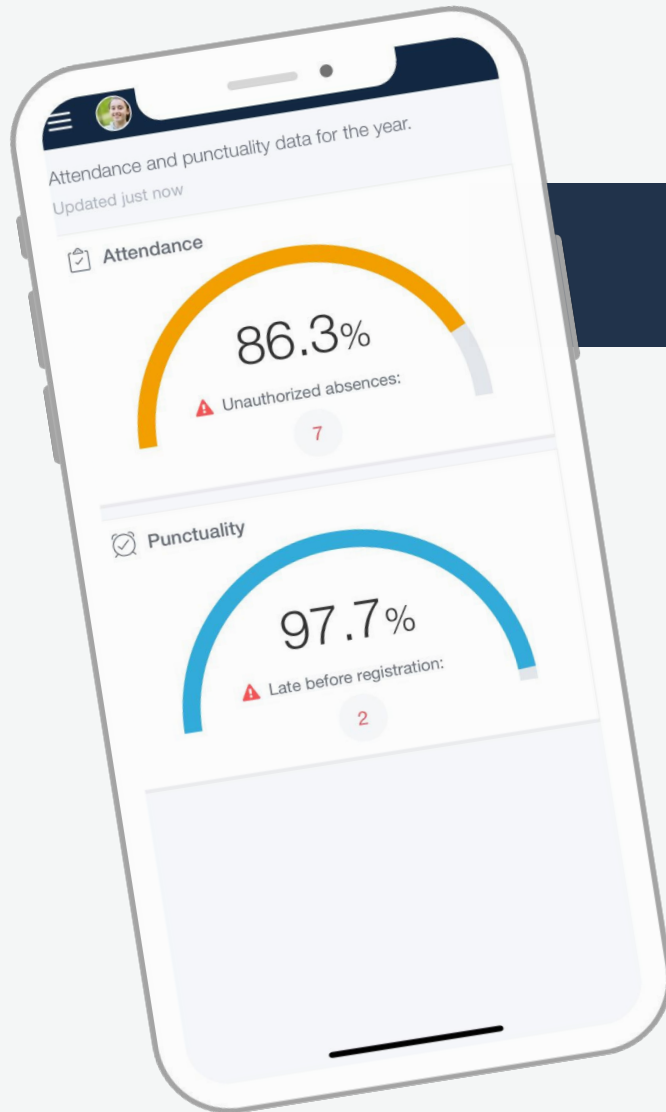 Attendance and punctuality data for the year.
Updated just now
Attendance
86.3%
Unauthorized absences:
7
Punctuality
97.7%
Late before registration:
2